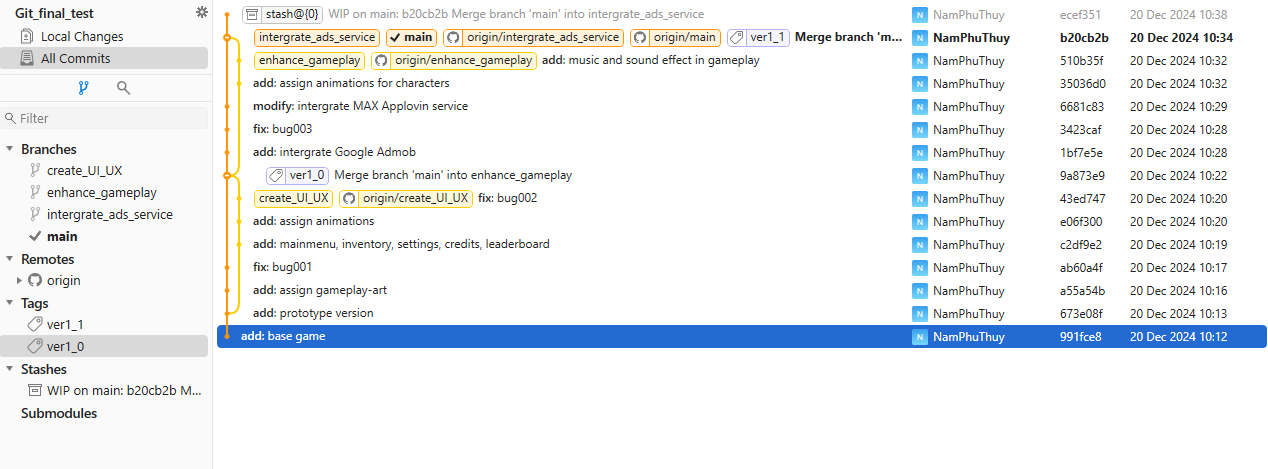 Git_final_test
Local Changes
All Commits
Filter
Branches
create_UI_UX
enhance_gameplay
intergrate_ads_service
main
Remotes
origin
Tags
ver1_1
ver1_0
Stashes
WIP on main: b20cb2b M...
Submodules
stash@{0} WIP on main: b20cb2b Merge branch 'main' into intergrate_ads_service N NamPhuThuy ecef351 20 Dec 2024 10:38
intergrate_ads_service main origin/intergrate_ads_service origin/main ver1_1 Merge branch 'm... N NamPhuThuy b20cb2b 20 Dec 2024 10:34
enhance_gameplay origin/enhance_gameplay add: music and sound effect in gameplay N NamPhuThuy 510b35f 20 Dec 2024 10:32
add: assign animations for characters N NamPhuThuy 35036d0 20 Dec 2024 10:32
modify: intergrate MAX Applovin service N NamPhuThuy 6681c83 20 Dec 2024 10:29
fix: bug003 N NamPhuThuy 3423caf 20 Dec 2024 10:28
add: intergrate Google Admob N NamPhuThuy 1bf7e5e 20 Dec 2024 10:28
ver1_0 Merge branch 'main' into enhance_gameplay N NamPhuThuy 9a873e9 20 Dec 2024 10:22
create_UI_UX origin/create_UI_UX fix: bug002 N NamPhuThuy 43ed747 20 Dec 2024 10:20
add: assign animations N NamPhuThuy e06f300 20 Dec 2024 10:20
add: mainmenu, inventory, settings, credits, leaderboard N NamPhuThuy c2df9e2 20 Dec 2024 10:19
fix: bug001 N NamPhuThuy ab60a4f 20 Dec 2024 10:17
add: assign gameplay-art N NamPhuThuy a55a54b 20 Dec 2024 10:16
add: prototype version N NamPhuThuy 673e08f 20 Dec 2024 10:13
add: base game N NamPhuThuy 991fce8 20 Dec 2024 10:12